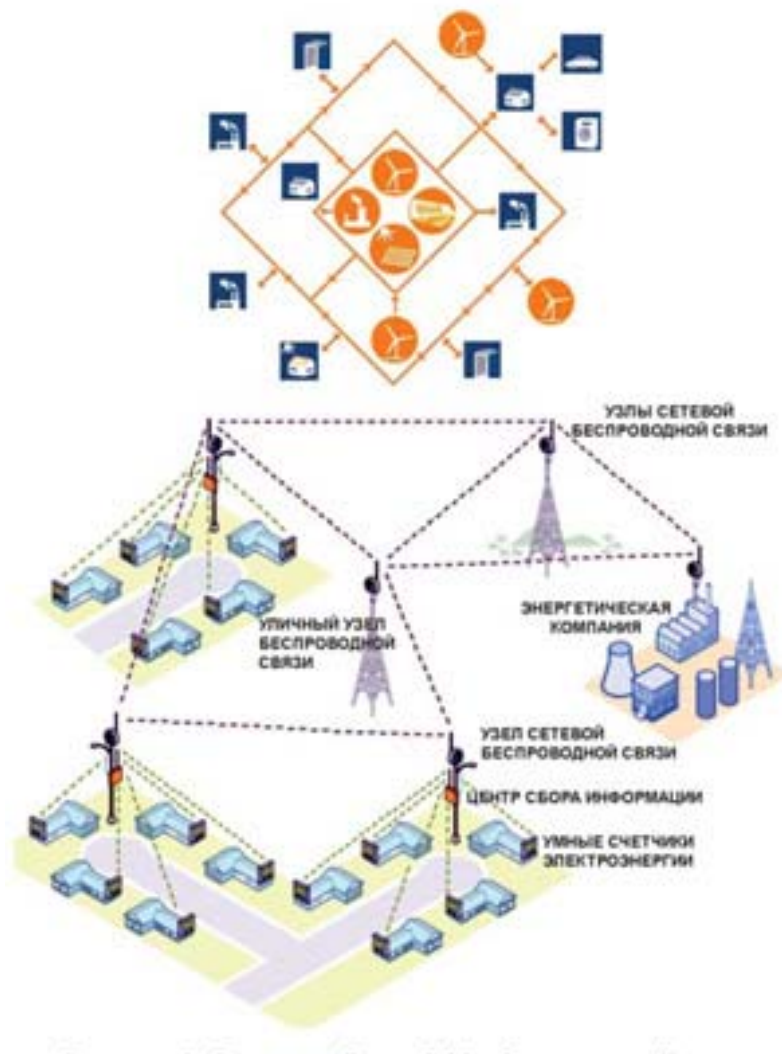 УЗЛЫ СЕТЕВОЙ
БЕСПРОВОДНОЙ СВЯЗИ
ЭНЕРГЕТИЧЕСКАЯ
КОМПАНИЯ
УЛИЧНЫЙ УЗЕЛ
БЕСПРОВОДНОЙ
СВЯЗИ
УЗЕЛ СЕТЕВОЙ
БЕСПРОВОДНОЙ СВЯЗИ
ЦЕНТР СБОРА ИНФОРМАЦИИ
УМНЫЕ СЧЕТЧИКИ
ЭЛЕКТРОЭНЕРГИИ